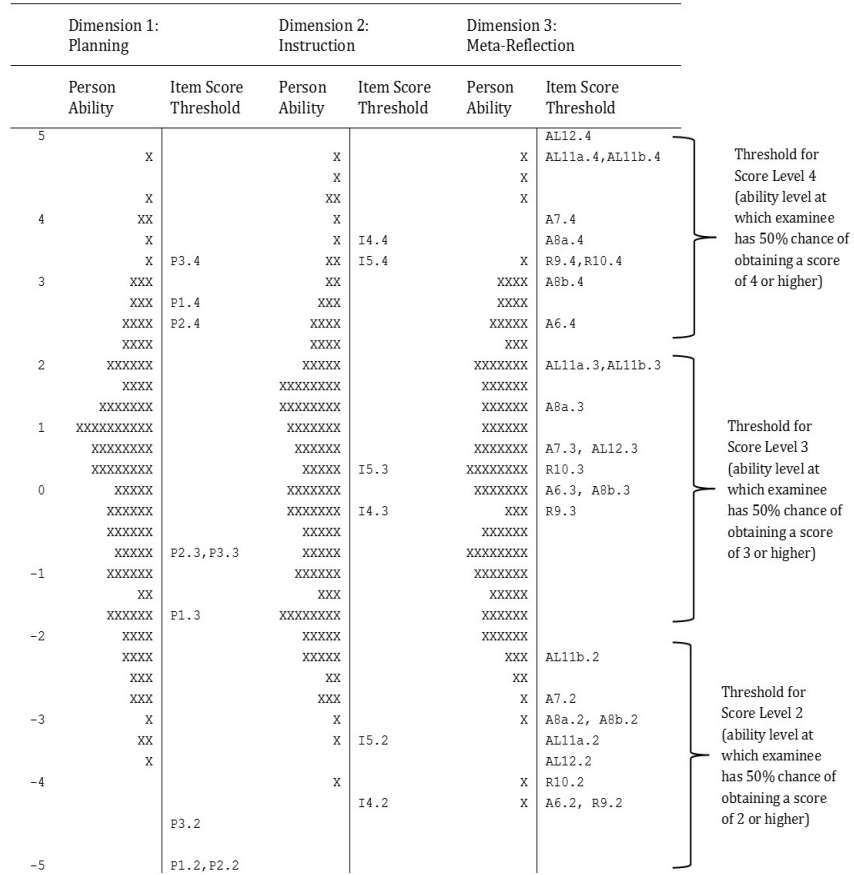 Dimension 1: Dimension 2: Dimension 3:
Planning Instruction Meta-Reflection
Person Item Score Person Item Score Person Item Score
Ability Threshold Ability Threshold Ability Threshold
5 AL12.4
X X X AL11a.4,AL11b.4
X X
X XX X
4 XX X A7.4
X X I4.4 A8a.4
X P3.4 XX I5.4 X R9.4,R10.4
3 XXX XX XXXX A8b.4
XXX P1.4 XXX XXXX
XXXX P2.4 XXXX XXXXX A6.4
XXXX XXXX XXX
2 XXXXXX XXXXX XXXXXXX AL11a.3,AL11b.3
XXXX XXXXXXXX XXXXXX
XXXXXXX XXXXXXXX XXXXXX A8a.3
1 XXXXXXXXXX XXXXXXX XXXXXX
XXXXXXXX XXXXXX XXXXXXX A7.3, AL12.3
XXXXXXXX XXXXX I5.3 XXXXXXXX R10.3
0 XXXXX XXXXXXX XXXXXXX A6.3, A8b.3
XXXXXX XXXXXXX I4.3 XXX R9.3
XXXXXX XXXXX XXXXXX
XXXXX P2.3,P3.3 XXXXX XXXXXXXX
-1 XXXXXX XXXXXX XXXXXXX
XX XXX XXXXX
XXXXXX P1.3 XXXXXXXX XXXXXX
-2 XXXX XXXXX XXXXXX
XXXX XXXXX XXX AL11b.2
XXX XX XX
XXX XXX X A7.2
-3 X X X A8a.2, A8b.2
XX X I5.2 AL11a.2
X AL12.2
-4 X X R10.2
I4.2 X A6.2, R9.2
P3.2
-5 P1.2,P2.2
Threshold for
Score Level 4
(ability level at
which examinee
has 50% chance of
obtaining a score
of 4 or higher)
Threshold for
Score Level 3
(ability level at
which examinee
has 50% chance of
obtaining a score
of 3 or higher)
Threshold for
Score Level 2
(ability level at
which examinee
has 50% chance of
obtaining a score
of 2 or higher)